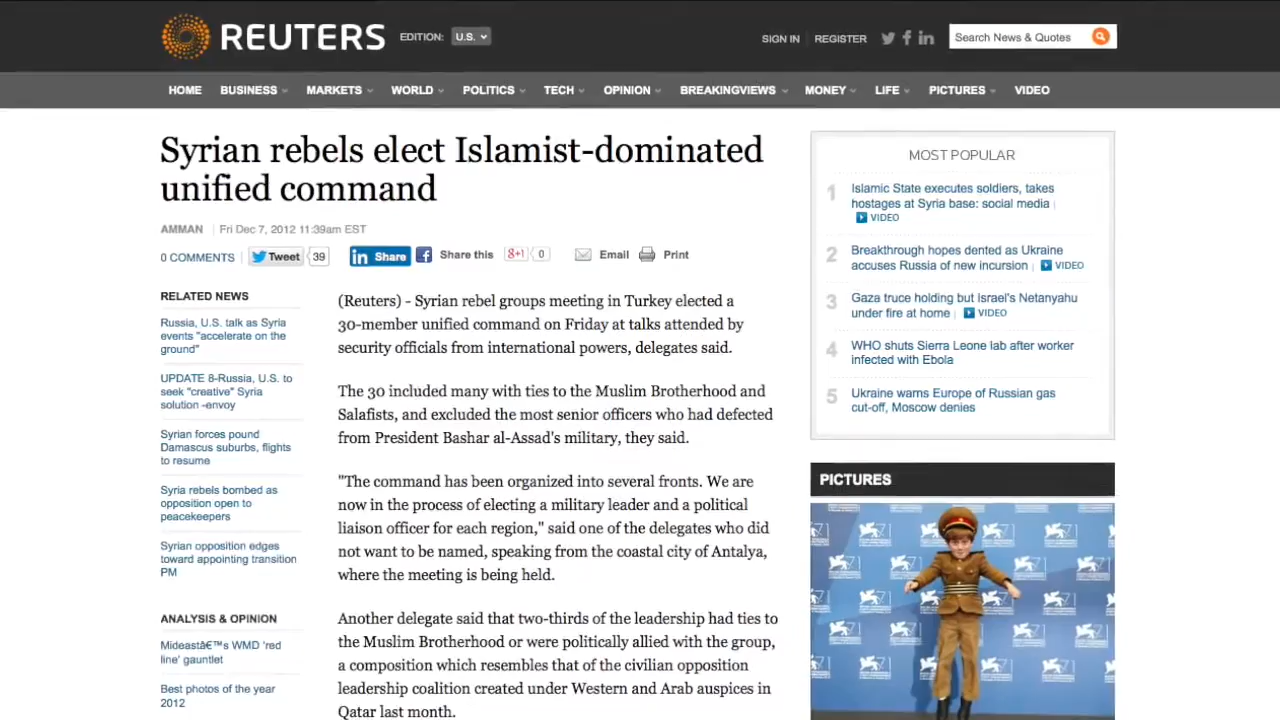 REUTERS EDITION: U.S.
SIGN IN REGISTER
Search News & Quotes
HOME BUSINESS MARKETS WORLD POLITICS TECH OPINION BREAKINGVIEWS MONEY LIFE PICTURES VIDEO
Syrian rebels elect Islamist-dominated
unified command
AMMAN Fri Dec 7, 2012 11:39am EST
0 COMMENTS Tweet 39 in Share Share this g+1 0 Email Print
RELATED NEWS
Russia, U.S. talk as Syria
events "accelerate on the
ground"
UPDATE 8-Russia, U.S. to
seek "creative" Syria
solution -envoy
Syrian forces pound
Damascus suburbs, flights
to resume
Syria rebels bombed as
opposition open to
peacekeepers
Syrian opposition edges
toward appointing transition
PM
ANALYSIS & OPINION
Mideastâ€™s WMD 'red
line' gauntlet
Best photos of the year
2012
(Reuters) - Syrian rebel groups meeting in Turkey elected a
30-member unified command on Friday at talks attended by
security officials from international powers, delegates said.
The 30 included many with ties to the Muslim Brotherhood and
Salafists, and excluded the most senior officers who had defected
from President Bashar al-Assad's military, they said.
"The command has been organized into several fronts. We are
now in the process of electing a military leader and a political
liaison officer for each region," said one of the delegates who did
not want to be named, speaking from the coastal city of Antalya,
where the meeting is being held.
Another delegate said that two-thirds of the leadership had ties to
the Muslim Brotherhood or were politically allied with the group,
a composition which resembles that of the civilian opposition
leadership coalition created under Western and Arab auspices in
Qatar last month.
MOST POPULAR
1 Islamic State executes soldiers, takes
hostages at Syria base: social media
VIDEO
2 Breakthrough hopes dented as Ukraine
accuses Russia of new incursion VIDEO
3 Gaza truce holding but Israel's Netanyahu
under fire at home VIDEO
4 WHO shuts Sierra Leone lab after worker
infected with Ebola
5 Ukraine warns Europe of Russian gas
cut-off, Moscow denies
PICTURES